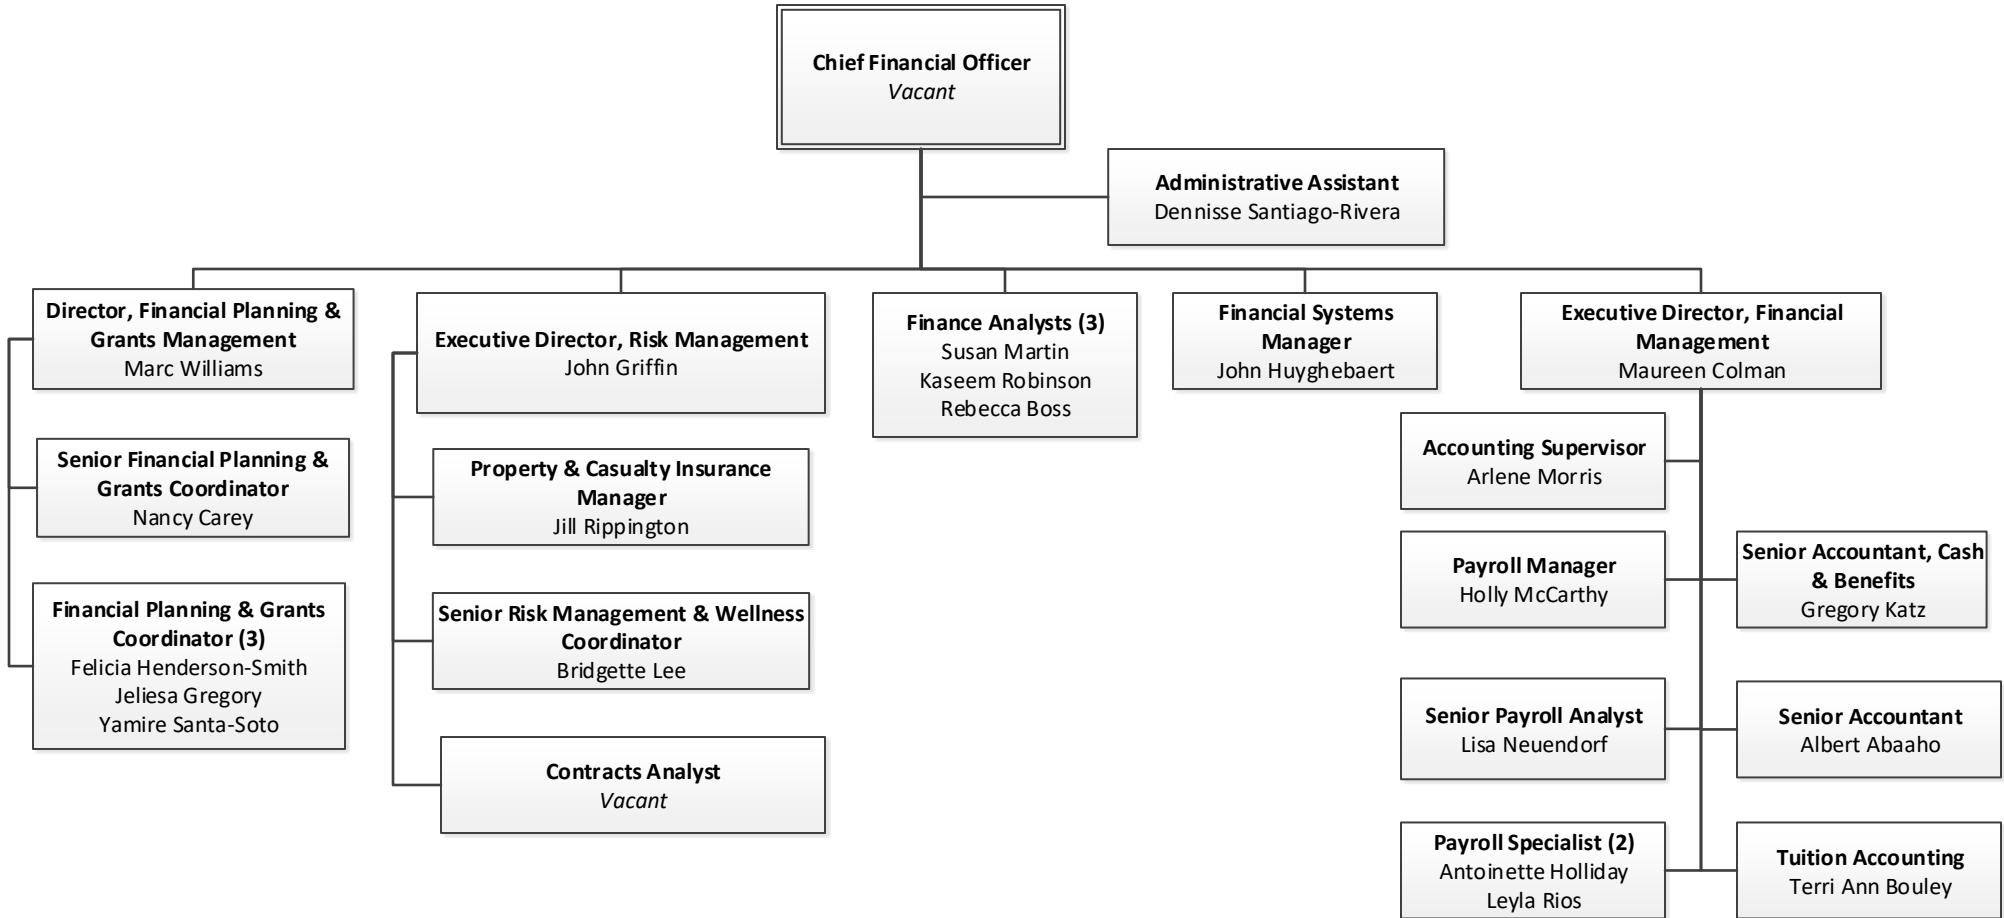 Chief Financial Officer
Vacant
Administrative Assistant
Dennisse Santiago-Rivera
Director, Financial Planning &
Grants Management
Marc Williams
Senior Financial Planning &
Grants Coordinator
Nancy Carey
Financial Planning & Grants
Coordinator (3)
Felicia Henderson-Smith
Jeliesa Gregory
Yamire Santa-Soto
Executive Director, Risk Management
John Griffin
Property & Casualty Insurance
Manager
Jill Rippington
Senior Risk Management & Wellness
Coordinator
Bridgette Lee
Contracts Analyst
Vacant
Finance Analysts (3)
Susan Martin
Kaseem Robinson
Rebecca Boss
Financial Systems
Manager
John Huyghebaert
Executive Director, Financial
Management
Maureen Colman
Accounting Supervisor
Arlene Morris
Payroll Manager
Holly McCarthy
Senior Accountant, Cash
& Benefits
Gregory Katz
Senior Payroll Analyst
Lisa Neuendorf
Senior Accountant
Albert Abaaho
Payroll Specialist (2)
Antoinette Holliday
Leyla Rios
Tuition Accounting
Terri Ann Bouley